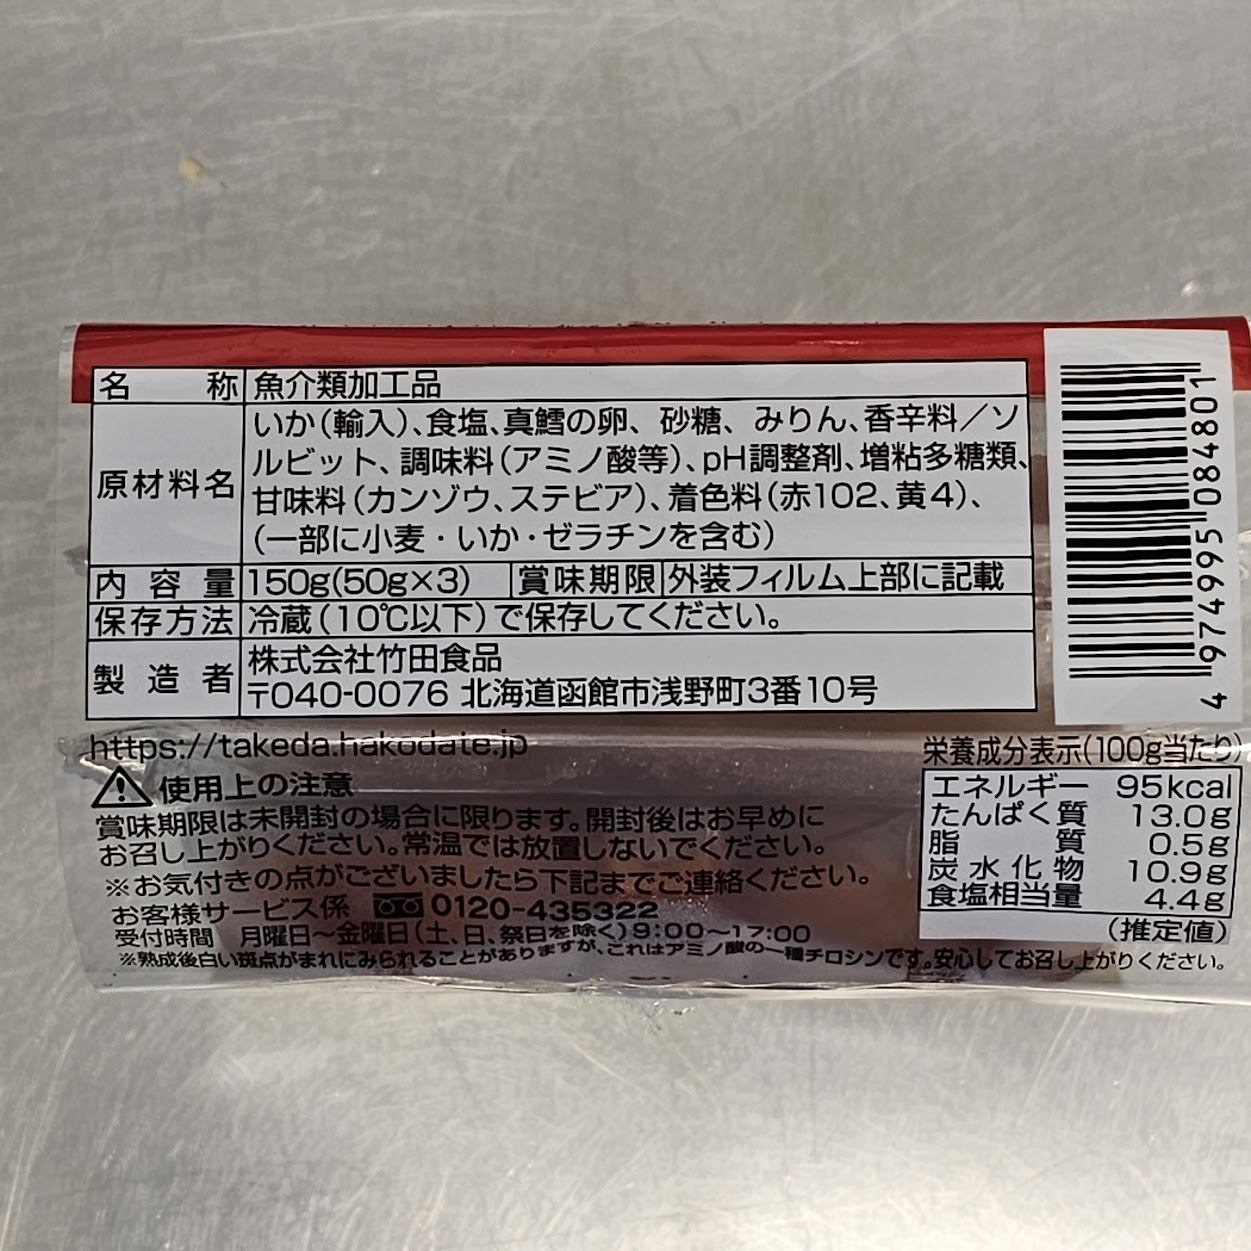 名称 魚介類加工品
原材料名 いか(輸入)、食塩、真鱈の卵、砂糖、みりん、香辛料/ソ
ルビット、調味料(アミノ酸等)、pH調整剤、増粘多糖類、
甘味料(カンゾウ、ステビア)、着色料(赤102、黄4)、
(一部に小麦・いか・ゼラチンを含む)
内容量 150g(50g×3) 賞味期限 外装フィルム上部に記載
保存方法 冷蔵(10℃以下)で保存してください。
製造者 株式会社竹田食品
〒040-0076 北海道函館市浅野町3番10号
4 974995 084801
https://takeda.hakodate.jp
⚠使用上の注意
賞味期限は未開封の場合に限ります。開封後はお早めに
お召し上がりください。常温では放置しないでください。
※お気付きの点がございましたら下記までご連絡ください。
お客様サービス係 0120-435322
受付時間 月曜日〜金曜日(土、日、祭日を除く)9:00〜17:00
※熟成後白い斑点がまれにみられることがありますが、これはアミノ酸の一種チロシンです。安心してお召し上がりください。
栄養成分表示(100g当たり)
エネルギー 95kcal
たんぱく質 13.0g
脂質 0.5g
炭水化物 10.9g
食塩相当量 4.4g
(推定値)